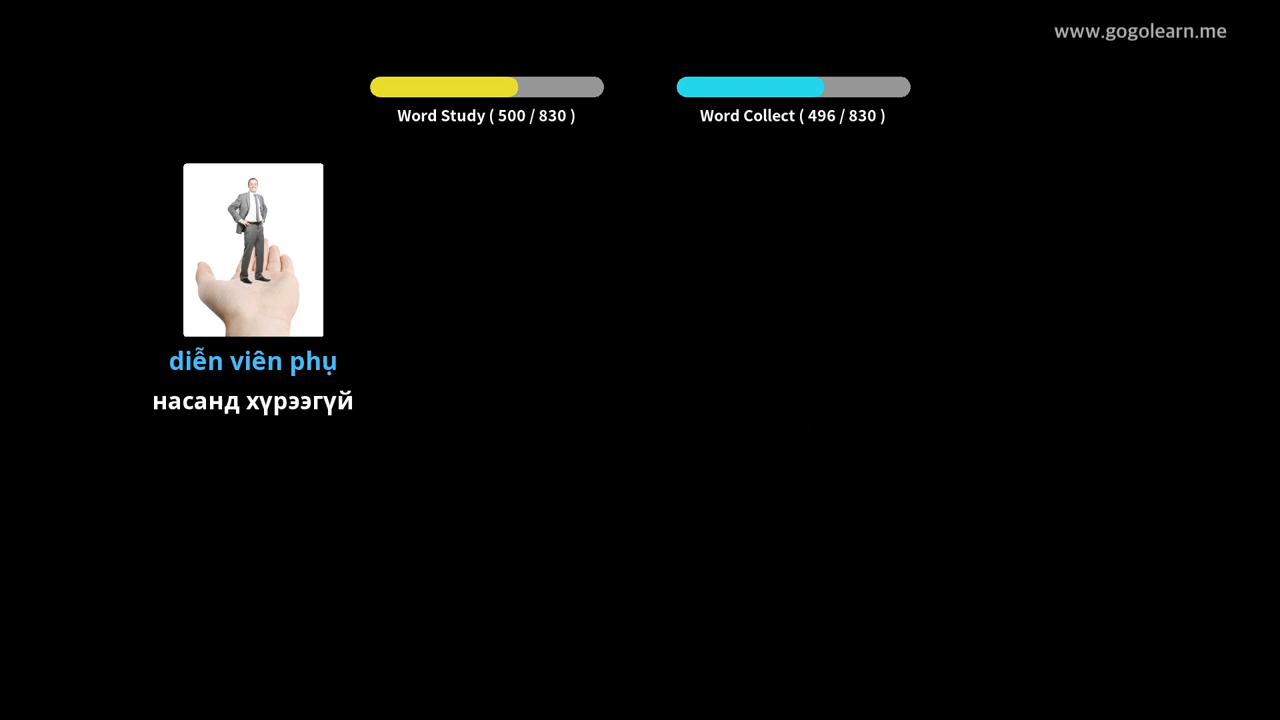 www.gogolearn.me
Word Study ( 500 / 830 )
Word Collect ( 496 / 830 )
diễn viên phụ
насанд хүрээгүй